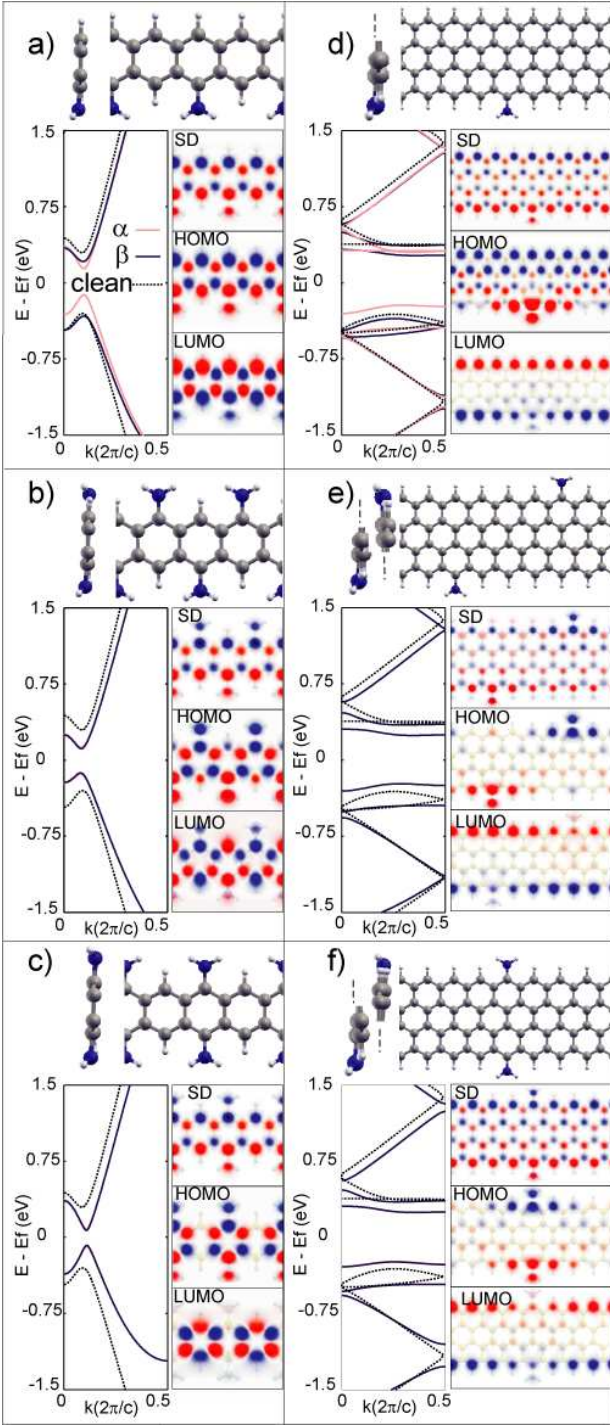 a)
1.5
0.75
0
-0.75
-1.5
E - Ef (eV)
α
β
clean
0
k(2π/c)
0.5
SD
HOMO
LUMO
d)
1.5
0.75
0
-0.75
-1.5
E - Ef (eV)
0
k(2π/c)
0.5
SD
HOMO
LUMO
b)
1.5
0.75
0
-0.75
-1.5
E - Ef (eV)
0
k(2π/c)
0.5
SD
HOMO
LUMO
e)
1.5
0.75
0
-0.75
-1.5
E - Ef (eV)
0
k(2π/c)
0.5
SD
HOMO
LUMO
c)
1.5
0.75
0
-0.75
-1.5
E - Ef (eV)
0
k(2π/c)
0.5
SD
HOMO
LUMO
f)
1.5
0.75
0
-0.75
-1.5
E - Ef (eV)
0
k(2π/c)
0.5
SD
HOMO
LUMO